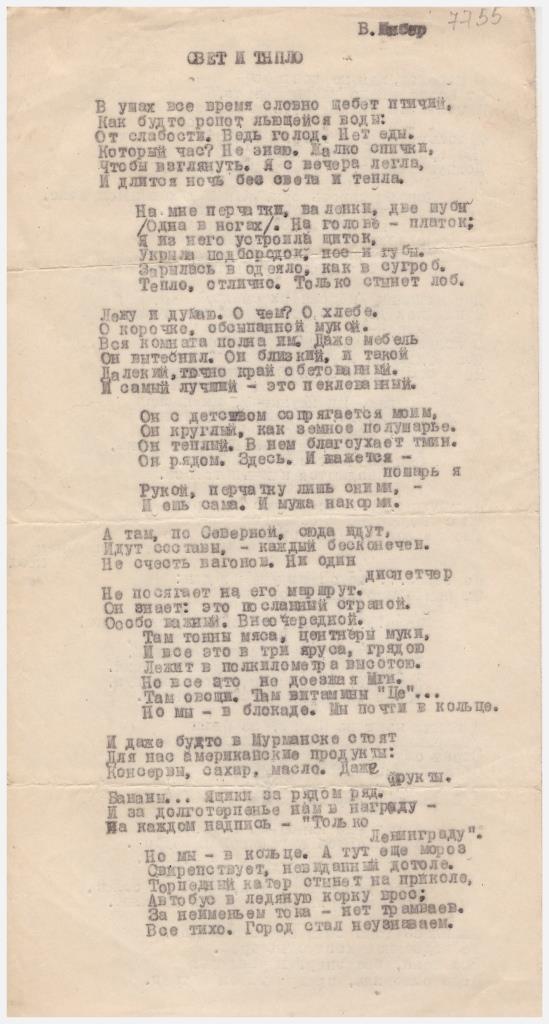 7755
В. Инбер
СВЕТ И ТЕПЛО
В ушах все время словно щебет птичий,
Как будто ропот льющейся воды:
От слабости. Ведь голод. Нет еды.
Который час? Не знаю. Жалко спички,
Чтобы взглянуть. Я с вечера легла,
И длится ночь без света и тепла.
На мне перчатки, валенки, две шубы
/Одна в ногах/. На голове - платок;
Я из него устроила щиток,
Укрыла подбородок, нос и губы.
Зарылась в одеяло, как в сугроб.
Тепло, отлично. Только стынет лоб.
Лежу и думаю. О чем? О хлебе.
О корочке, обсыпанной мукой.
Вся комната полна им. Даже мебель
Он вытеснил. Он близкий, и такой
Далекий, точно край обетованный.
И самый лучший - это пеклеванный.
Он с детством сопрягается моим,
Он круглый, как земное полушарье.
Он теплый. В нем благоухает тмин.
Он рядом. Здесь. И кажется -
пошарь я
Рукой, перчатку лишь сними, -
И ешь сама. И мужа накорми.
А там, по Северной, сюда идут,
Идут составы, - каждый бесконечен.
Не счесть вагонов. Ни один
диспетчер
Не посягает на его маршрут.
Он знает: это посланный страной.
Особо важный. Внеочередной.
Там тонны мяса, центнеры муки,
И все это в три яруса, грядою
Лежит в полкилометра высотою.
Но все это не доезжая Мги.
Там овощи. Там витамины "Це"...
Но мы - в блокаде. Мы почти в кольце.
И даже будто в Мурманске стоят
Для нас американские продукты:
Консервы, сахар, масло. Даже
фрукты.
Бананы... Ящики за рядом ряд.
И за долготерпенье нам в награду -
На каждом надпись - "Только
Ленинграду".
Но мы - в кольце. А тут еще мороз
Свирепствует, невиданный дотоле.
Торпедный катер стынет на приколе,
Автобус в ледяную корку врос;
За неименьем тока - нет трамваев.
Все тихо. Город стал неузнаваем.